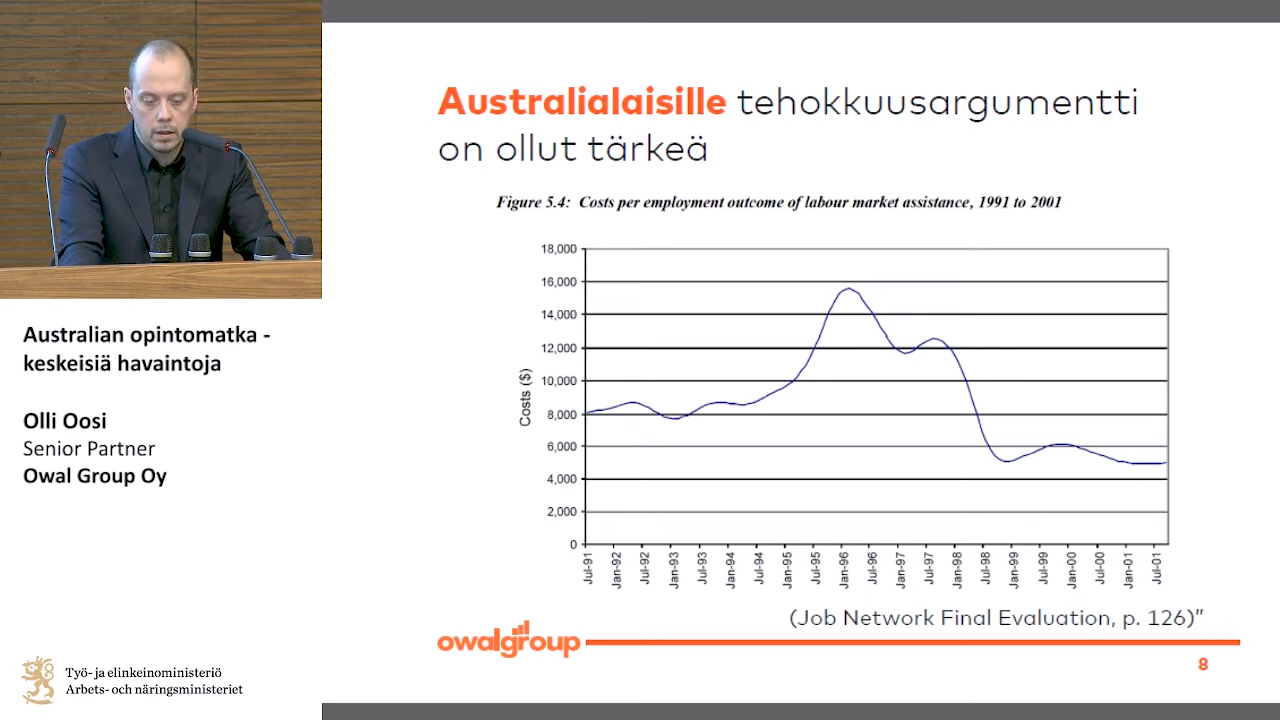 Australialaisille tehokkuusargumentti
on ollut tärkeä
Figure 5.4: Costs per employment outcome of labour market assistance, 1991 to 2001
Costs ($)
18,000
16,000
14,000
12,000
10,000
8,000
6,000
4,000
2,000
0
Jul-91 Jan-92 Jul-92 Jan-93 Jul-93 Jan-94 Jul-94 Jan-95 Jul-95 Jan-96 Jul-96 Jan-97 Jul-97 Jan-98 Jul-98 Jan-99 Jul-99 Jan-00 Jul-00 Jan-01 Jul-01
(Job Network Final Evaluation, p. 126)”
owalgroup
8
Australian opintomatka -
keskeisiä havaintoja
Olli Oosi
Senior Partner
Owal Group Oy
Työ- ja elinkeinoministeriö
Arbets- och näringsministeriet